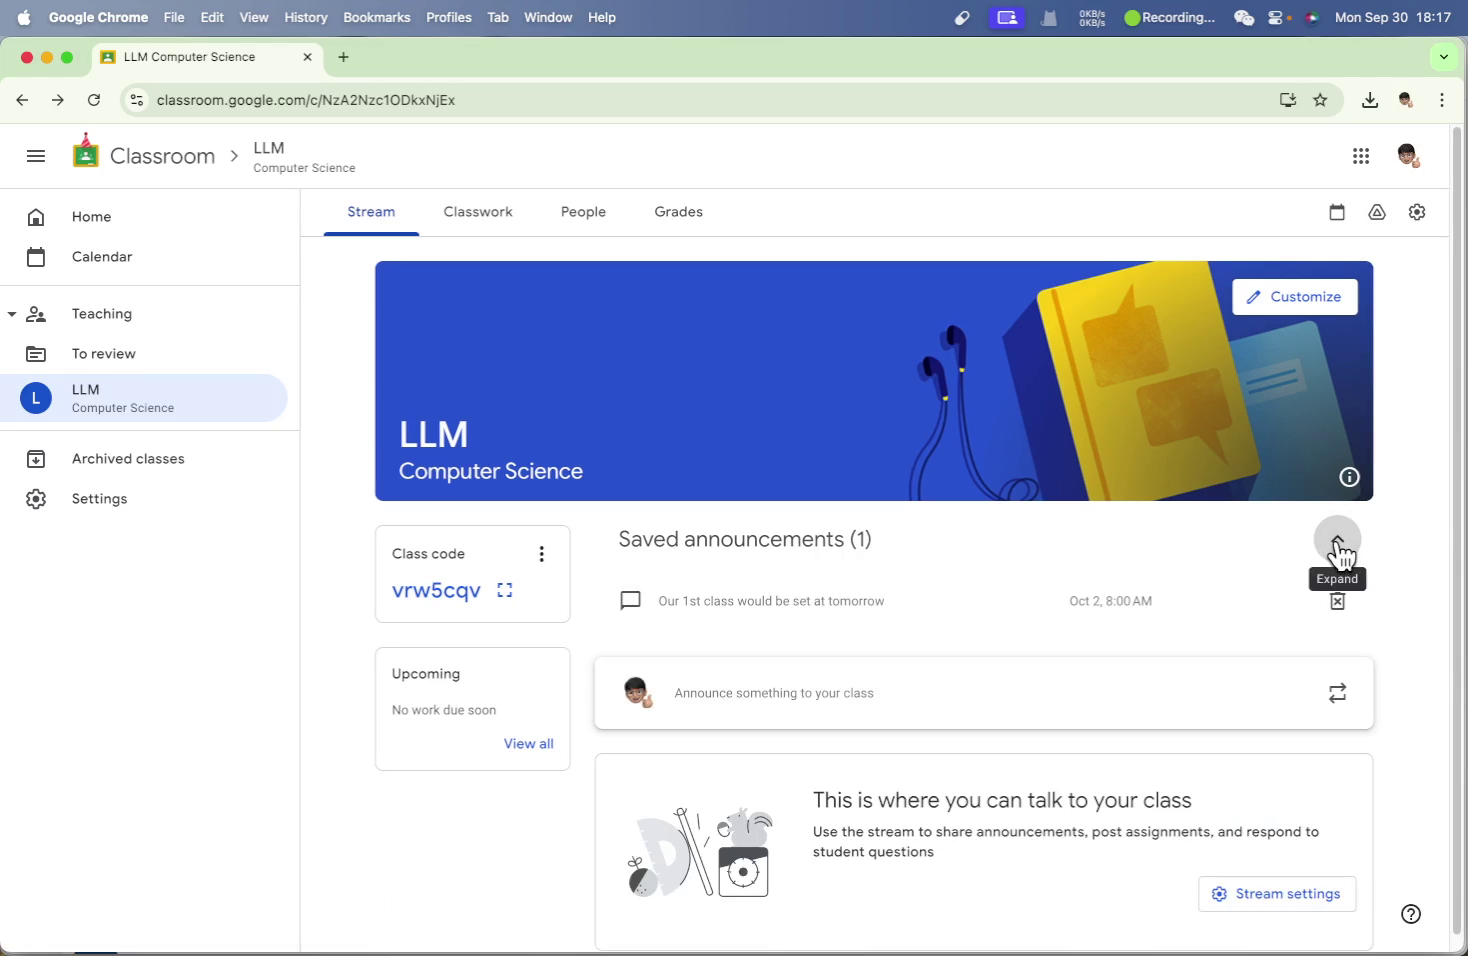 Google Chrome File Edit View History Bookmarks Profiles Tab Window Help 0KB/s 0KB/s Recording... Mon Sep 30 18:17
LLM Computer Science
classroom.google.com/c/NzA2Nzc1ODkxNjEx
Classroom
LLM
Computer Science
Home
Calendar
Teaching
To review
L
LLM
Computer Science
Archived classes
Settings
Stream Classwork People Grades
Customize
LLM
Computer Science
Class code
vrw5cqv
Upcoming
No work due soon
View all
Saved announcements (1)
Expand
Our 1st class would be set at tomorrow Oct 2, 8:00 AM
Announce something to your class
This is where you can talk to your class
Use the stream to share announcements, post assignments, and respond to
student questions
Stream settings